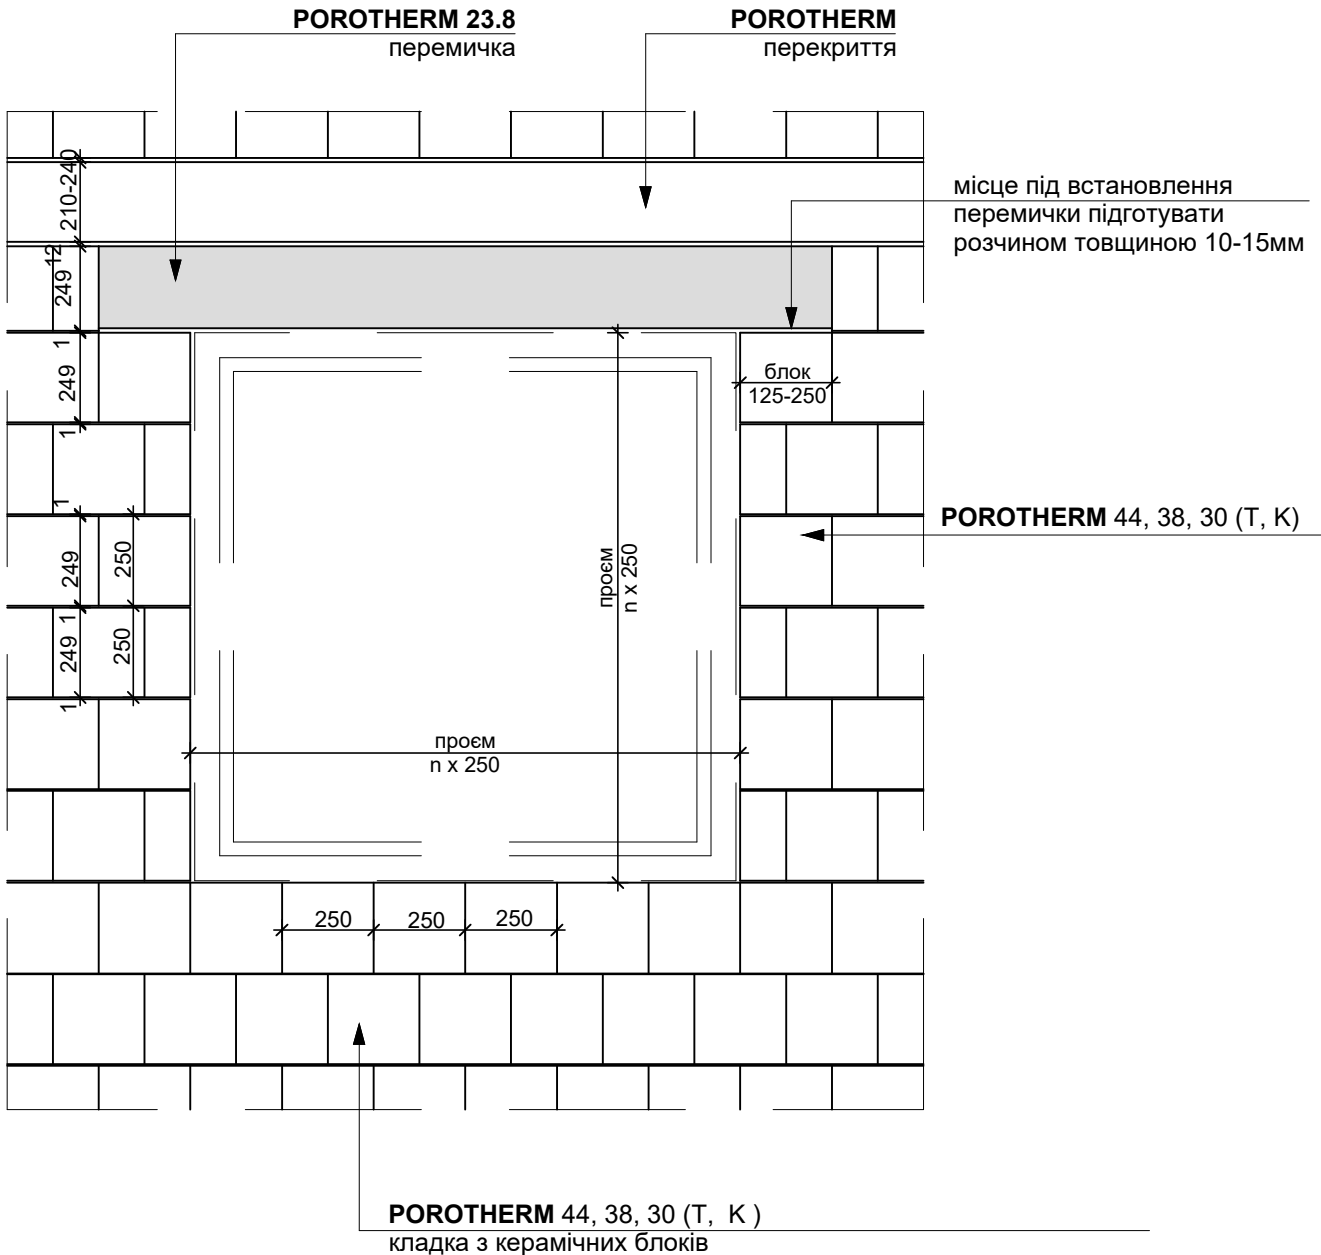 POROTHERM 23.8
перемичка
POROTHERM
перекриття
місце під встановлення
перемички підготувати
розчином товщиною 10-15мм
210-240
12
249
1
249
1
блок
125-250
1
249
1
249
1
250
250
проєм
n x 250
POROTHERM 44, 38, 30 (T, K)
проєм
n x 250
250
250
250
POROTHERM 44, 38, 30 (T, K )
кладка з керамічних блоків